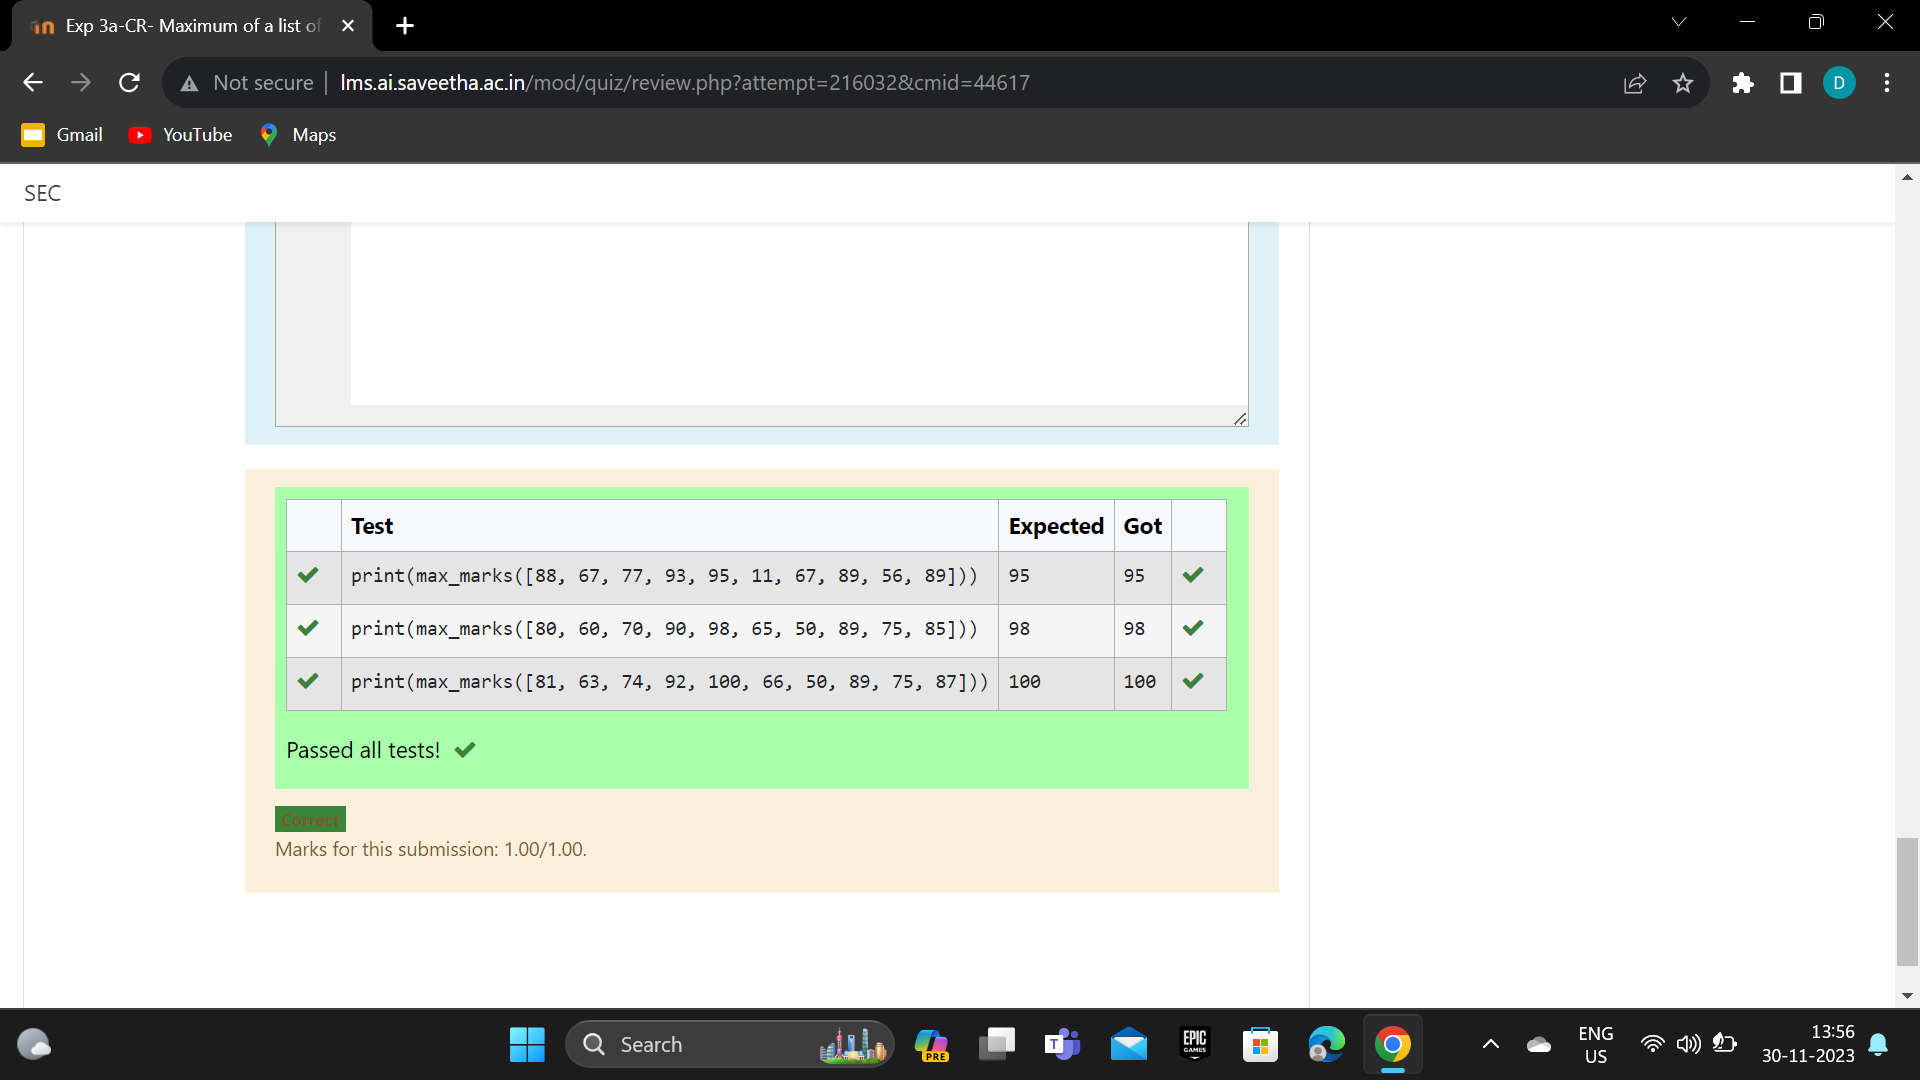 Exp 3a-CR- Maximum of a list of
Not secure | lms.ai.saveetha.ac.in/mod/quiz/review.php?attempt=216032&cmid=44617
D
Gmail YouTube Maps
SEC
Test Expected Got
print(max_marks([88, 67, 77, 93, 95, 11, 67, 89, 56, 89])) 95 95
print(max_marks([80, 60, 70, 90, 98, 65, 50, 89, 75, 85])) 98 98
print(max_marks([81, 63, 74, 92, 100, 66, 50, 89, 75, 87])) 100 100
Passed all tests!
Correct
Marks for this submission: 1.00/1.00.
Search
PRE
T
EPIC
GAMES
ENG
US
13:56
30-11-2023